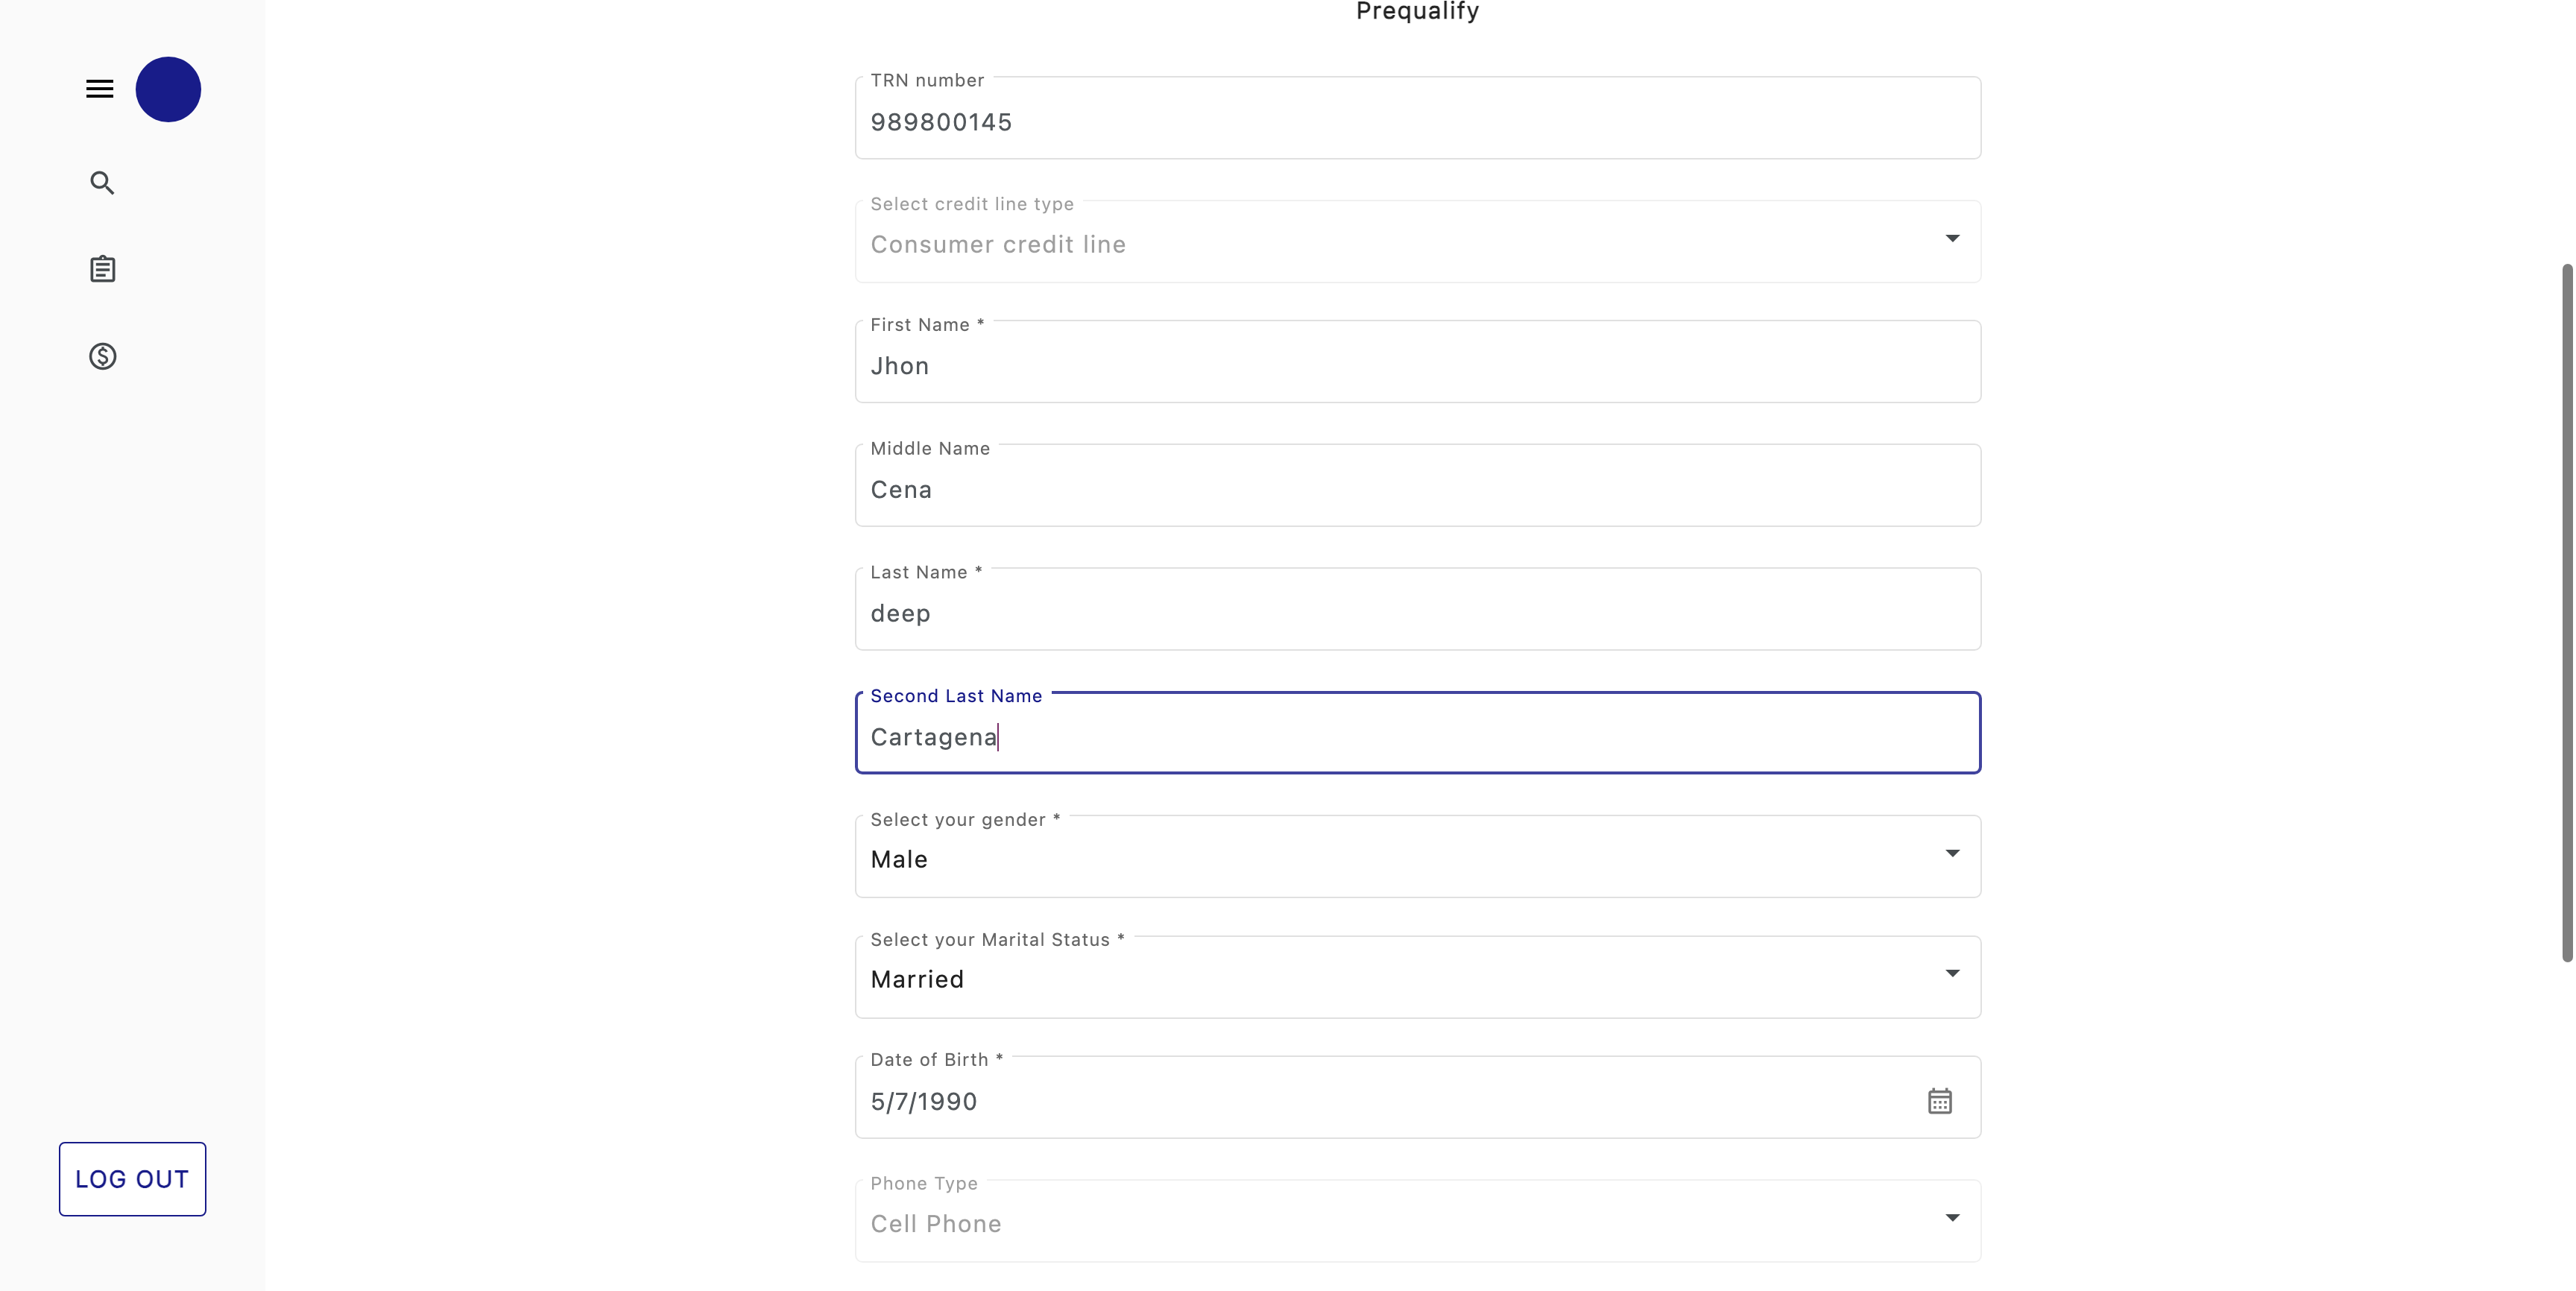 Prequalify
TRN number
989800145
Select credit line type
Consumer credit line
First Name *
Jhon
Middle Name
Cena
Last Name *
deep
Second Last Name
Cartagena
Select your gender *
Male
Select your Marital Status *
Married
Date of Birth *
5/7/1990
Phone Type
Cell Phone
LOG OUT